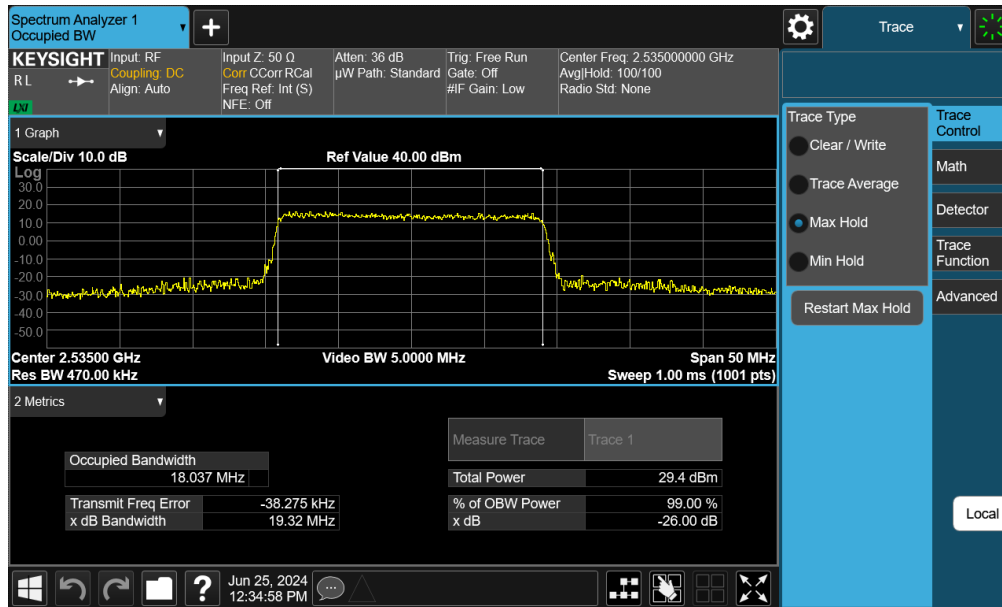 Spectrum Analyzer 1
Occupied BW
+
Trace
KEYSIGHT
R L
LXI
Input: RF
Coupling: DC
Align: Auto
Input Z: 50 Ω
Corr CCorr RCal
Freq Ref: Int (S)
NFE: Off
Atten: 36 dB
µW Path: Standard
Trig: Free Run
Gate: Off
#IF Gain: Low
Center Freq: 2.535000000 GHz
Avg|Hold: 100/100
Radio Std: None
1 Graph
Scale/Div 10.0 dB
Ref Value 40.00 dBm
Log
30.0
20.0
10.0
0.00
-10.0
-20.0
-30.0
-40.0
-50.0
Center 2.53500 GHz
Video BW 5.0000 MHz
Span 50 MHz
Res BW 470.00 kHz
Sweep 1.00 ms (1001 pts)
2 Metrics
Measure Trace
Trace 1
Occupied Bandwidth
18.037 MHz
Total Power
29.4 dBm
Transmit Freq Error
-38.275 kHz
% of OBW Power
99.00 %
x dB Bandwidth
19.32 MHz
x dB
-26.00 dB
Trace Type
Clear / Write
Trace Average
Max Hold
Min Hold
Restart Max Hold
Trace
Control
Math
Detector
Trace
Function
Advanced
Local
?
Jun 25, 2024
12:34:58 PM